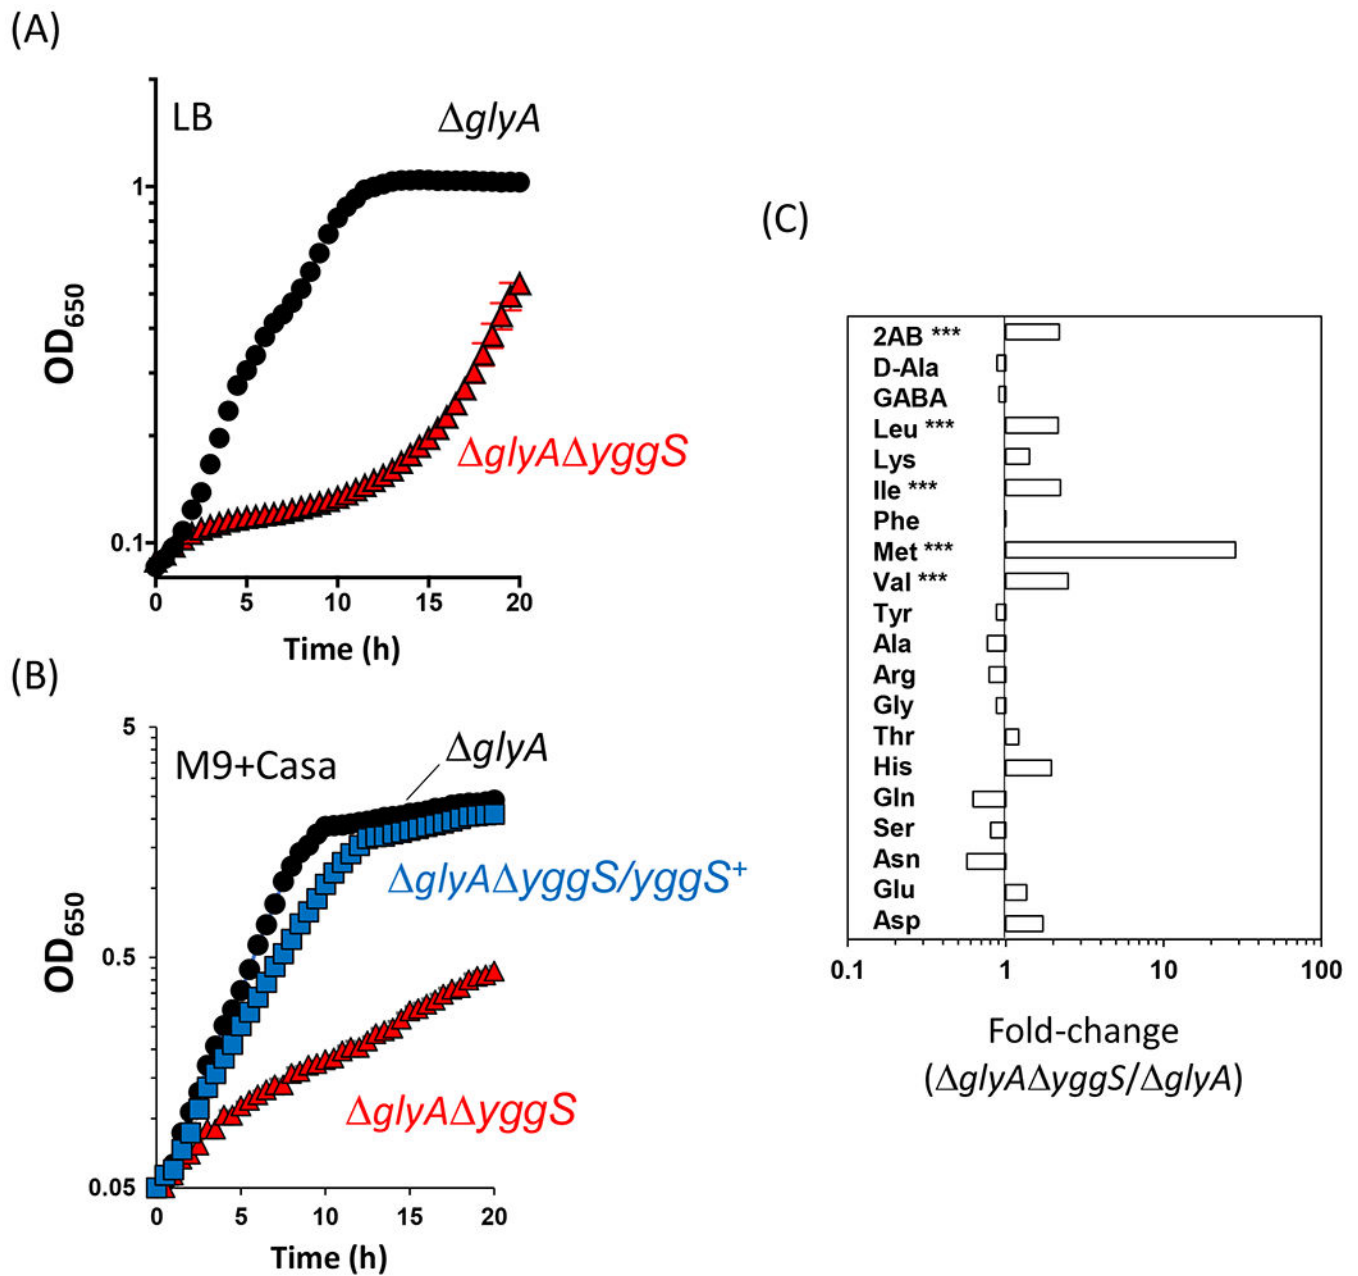 (A)
LB
ΔglyA
1
OD650
ΔglyAΔyggS
0.1
0 5 10 15 20
Time (h)
(B)
5
M9+Casa
ΔglyA
ΔglyAΔyggS/yggS+
OD650
0.5
ΔglyAΔyggS
0.05
0 5 10 15 20
Time (h)
(C)
2AB ***
D-Ala
GABA
Leu ***
Lys
Ile ***
Phe
Met ***
Val ***
Tyr
Ala
Arg
Gly
Thr
His
Gln
Ser
Asn
Glu
Asp
0.1 1 10 100
Fold-change
(ΔglyAΔyggS/ΔglyA)